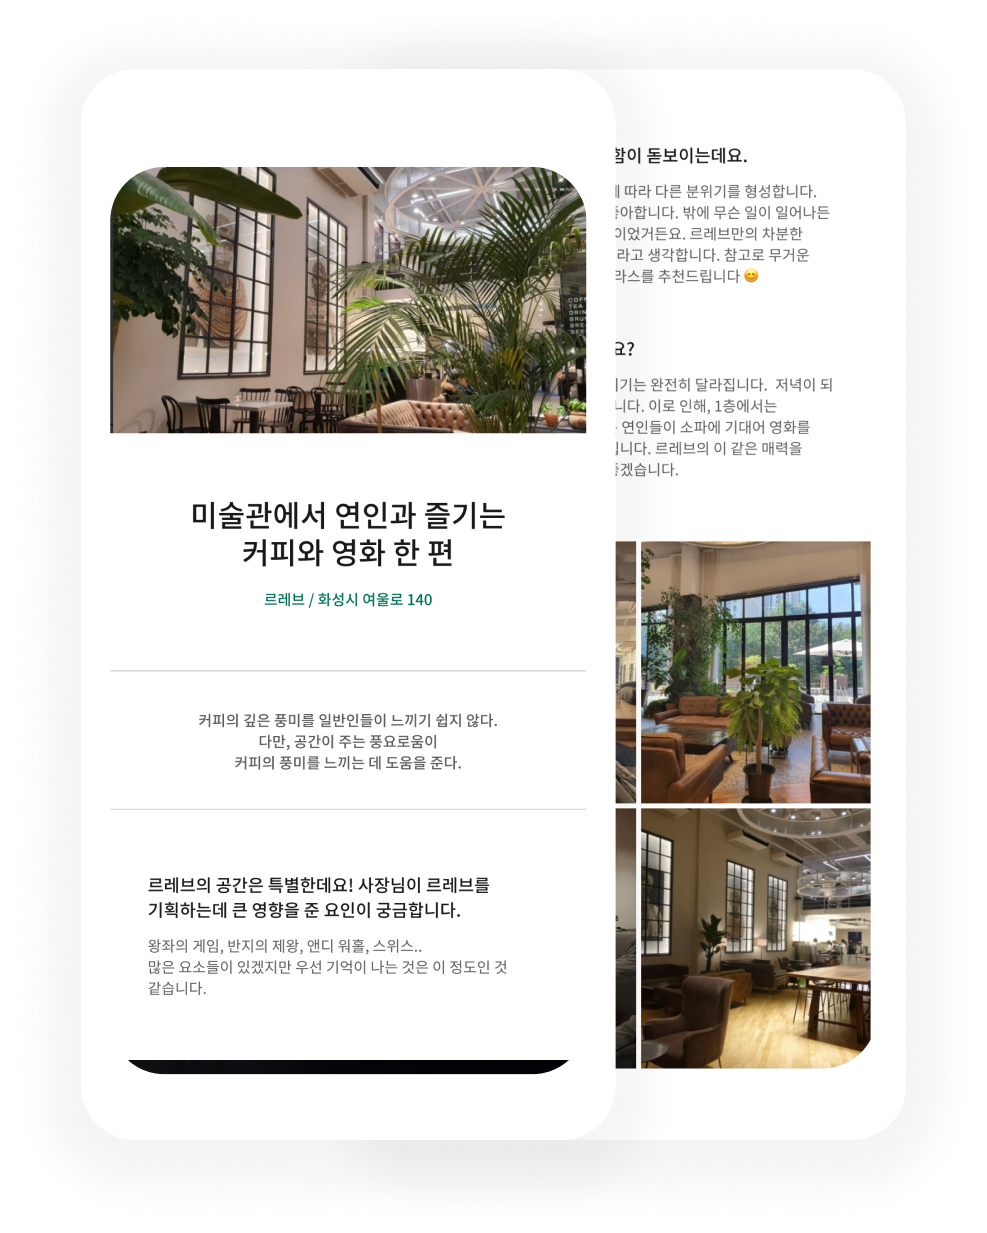 미술관에서 연인과 즐기는
커피와 영화 한 편
르레브 / 화성시 여울로 140
커피의 깊은 풍미를 일반인들이 느끼기 쉽지 않다.
다만, 공간이 주는 풍요로움이
커피의 풍미를 느끼는 데 도움을 준다.
르레브의 공간은 특별한데요! 사장님이 르레브를
기획하는데 큰 영향을 준 요인이 궁금합니다.
왕좌의 게임, 반지의 제왕, 앤디 워홀, 스위스..
많은 요소들이 있겠지만 우선 기억이 나는 것은 이 정도인 것
같습니다.
함이 돋보이는데요.
따라 다른 분위기를 형성합니다.
좋아합니다. 밖에 무슨 일이 일어나든
이었거든요. 르레브만의 차분한
라고 생각합니다. 참고로 무거운
라스를 추천드립니다 😊
요?
기는 완전히 달라집니다. 저녁이 되
니다. 이로 인해, 1층에서는
연인들이 소파에 기대어 영화를
입니다. 르레브의 이 같은 매력을
좋겠습니다.
COFFEE
TEA